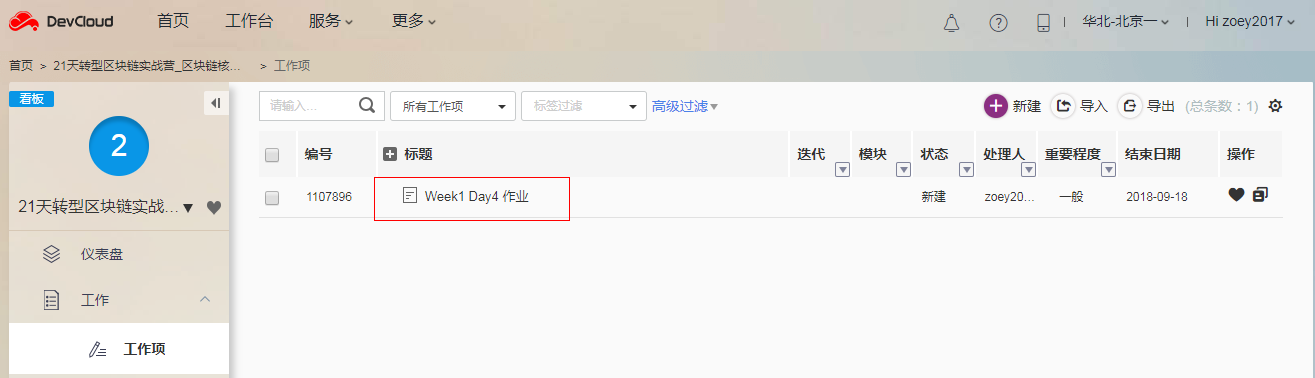 DevCloud 首页 工作台 服务 更多 华北-北京一 Hi zoey2017
首页 > 21天转型区块链实战营_区块链核... > 工作项
看板
请输入... 所有工作项 标签过滤 高级过滤 新建 导入 导出 (总条数：1)
2
编号 标题 迭代 模块 状态 处理人 重要程度 结束日期 操作
1107896 Week1 Day4 作业 新建 zoey20... 一般 2018-09-18
21天转型区块链实战...
仪表盘
工作
工作项